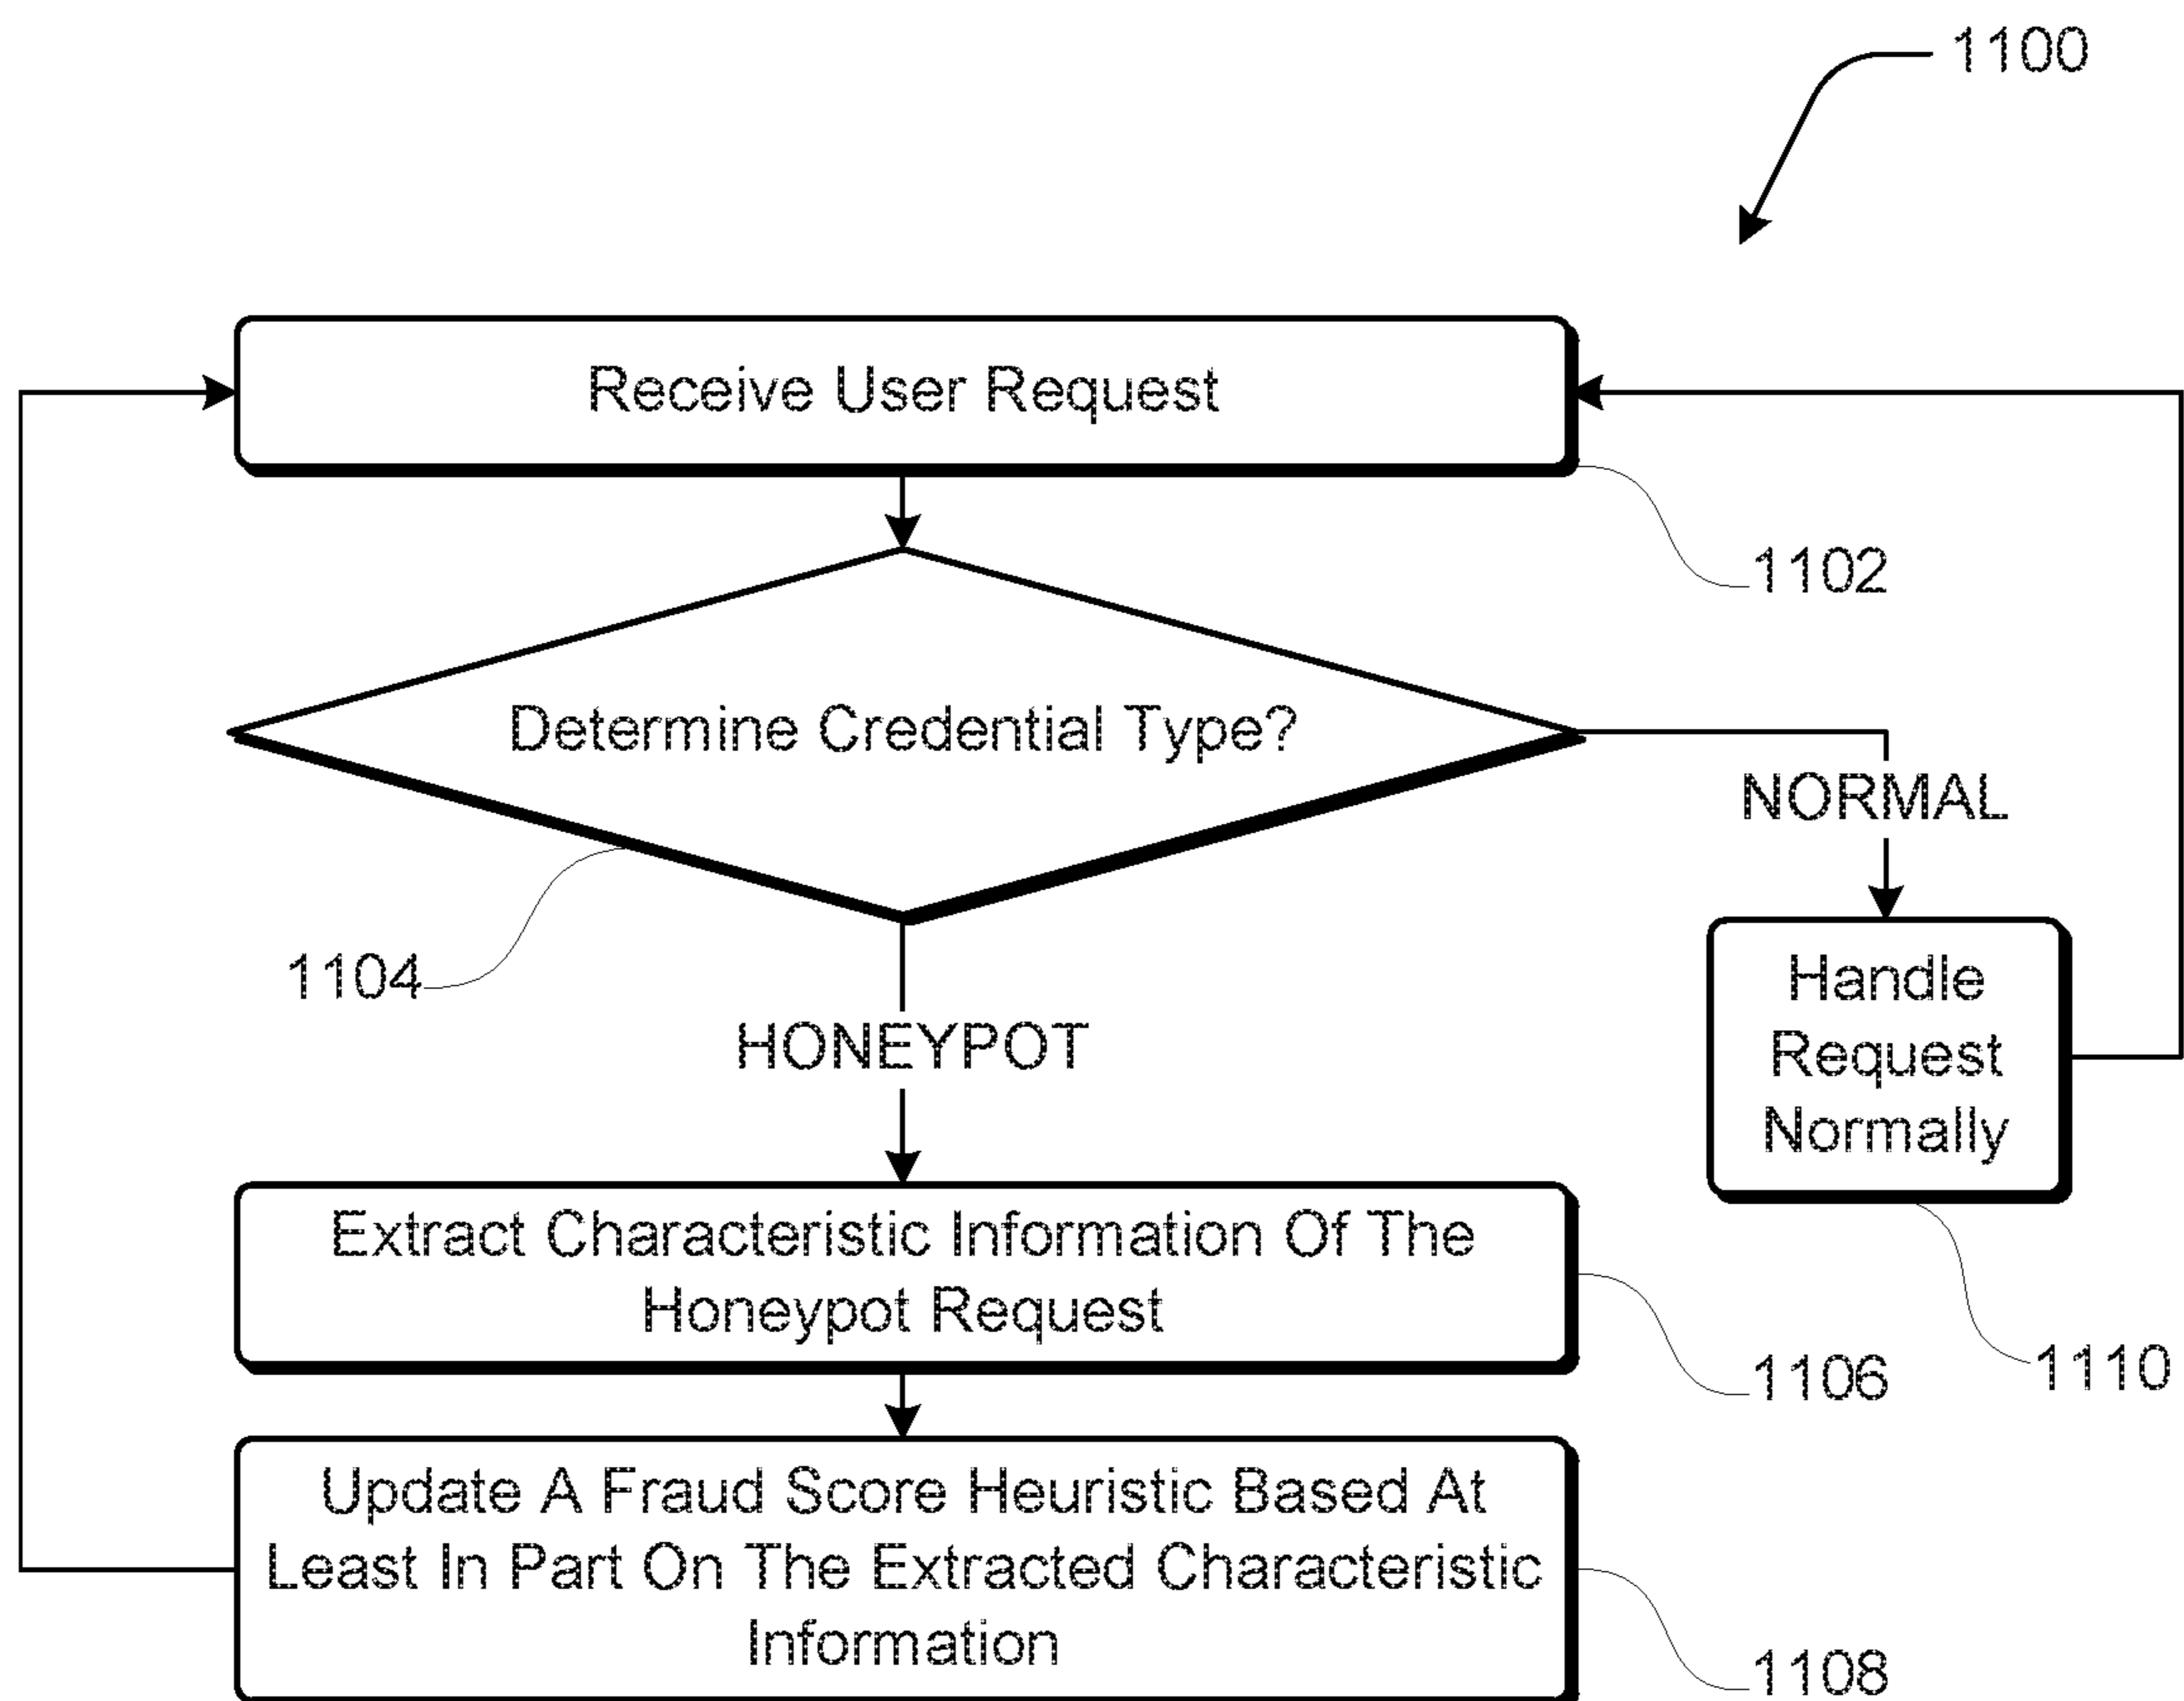 1100
Receive User Request
1102
Determine Credential Type?
NORMAL
1104
HONEYPOT
Handle
Request
Normally
1110
Extract Characteristic Information Of The
Honeypot Request
1106
Update A Fraud Score Heuristic Based At
Least In Part On The Extracted Characteristic
Information
1108